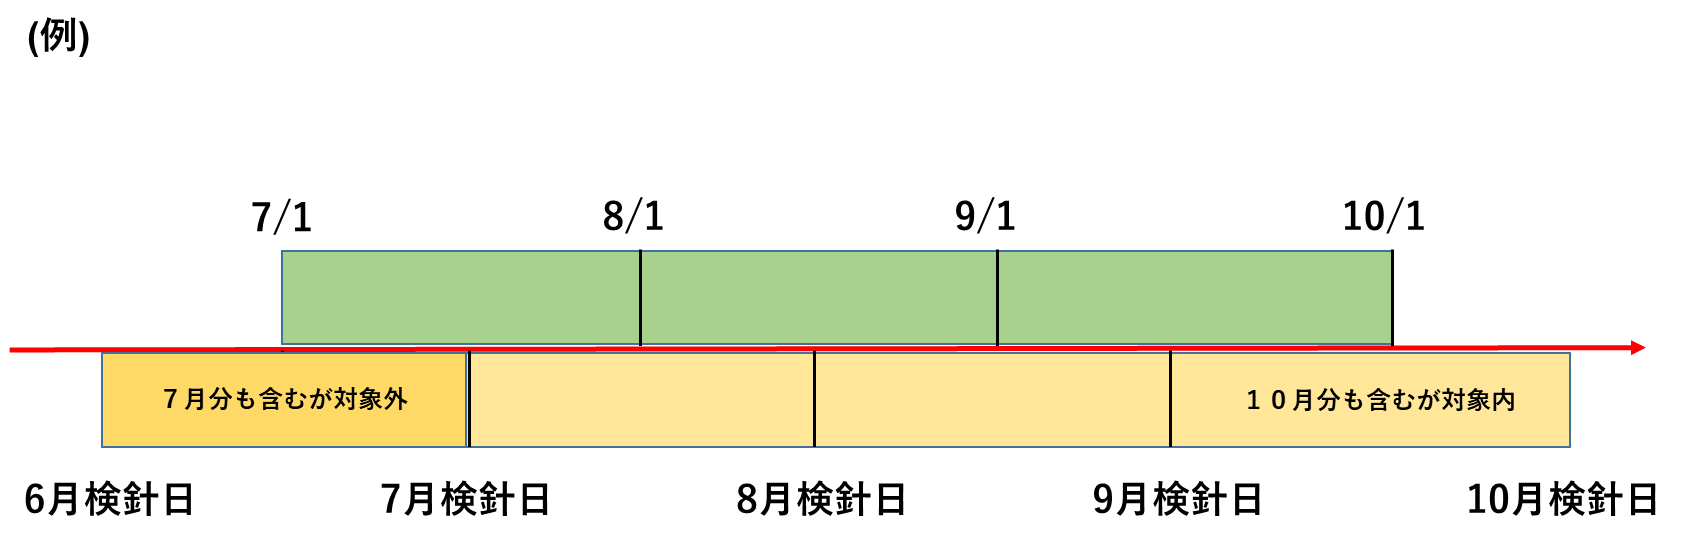 (例)
7/1
8/1
9/1
10/1
７月分も含むが対象外
１０月分も含むが対象内
6月検針日
7月検針日
8月検針日
9月検針日
10月検針日